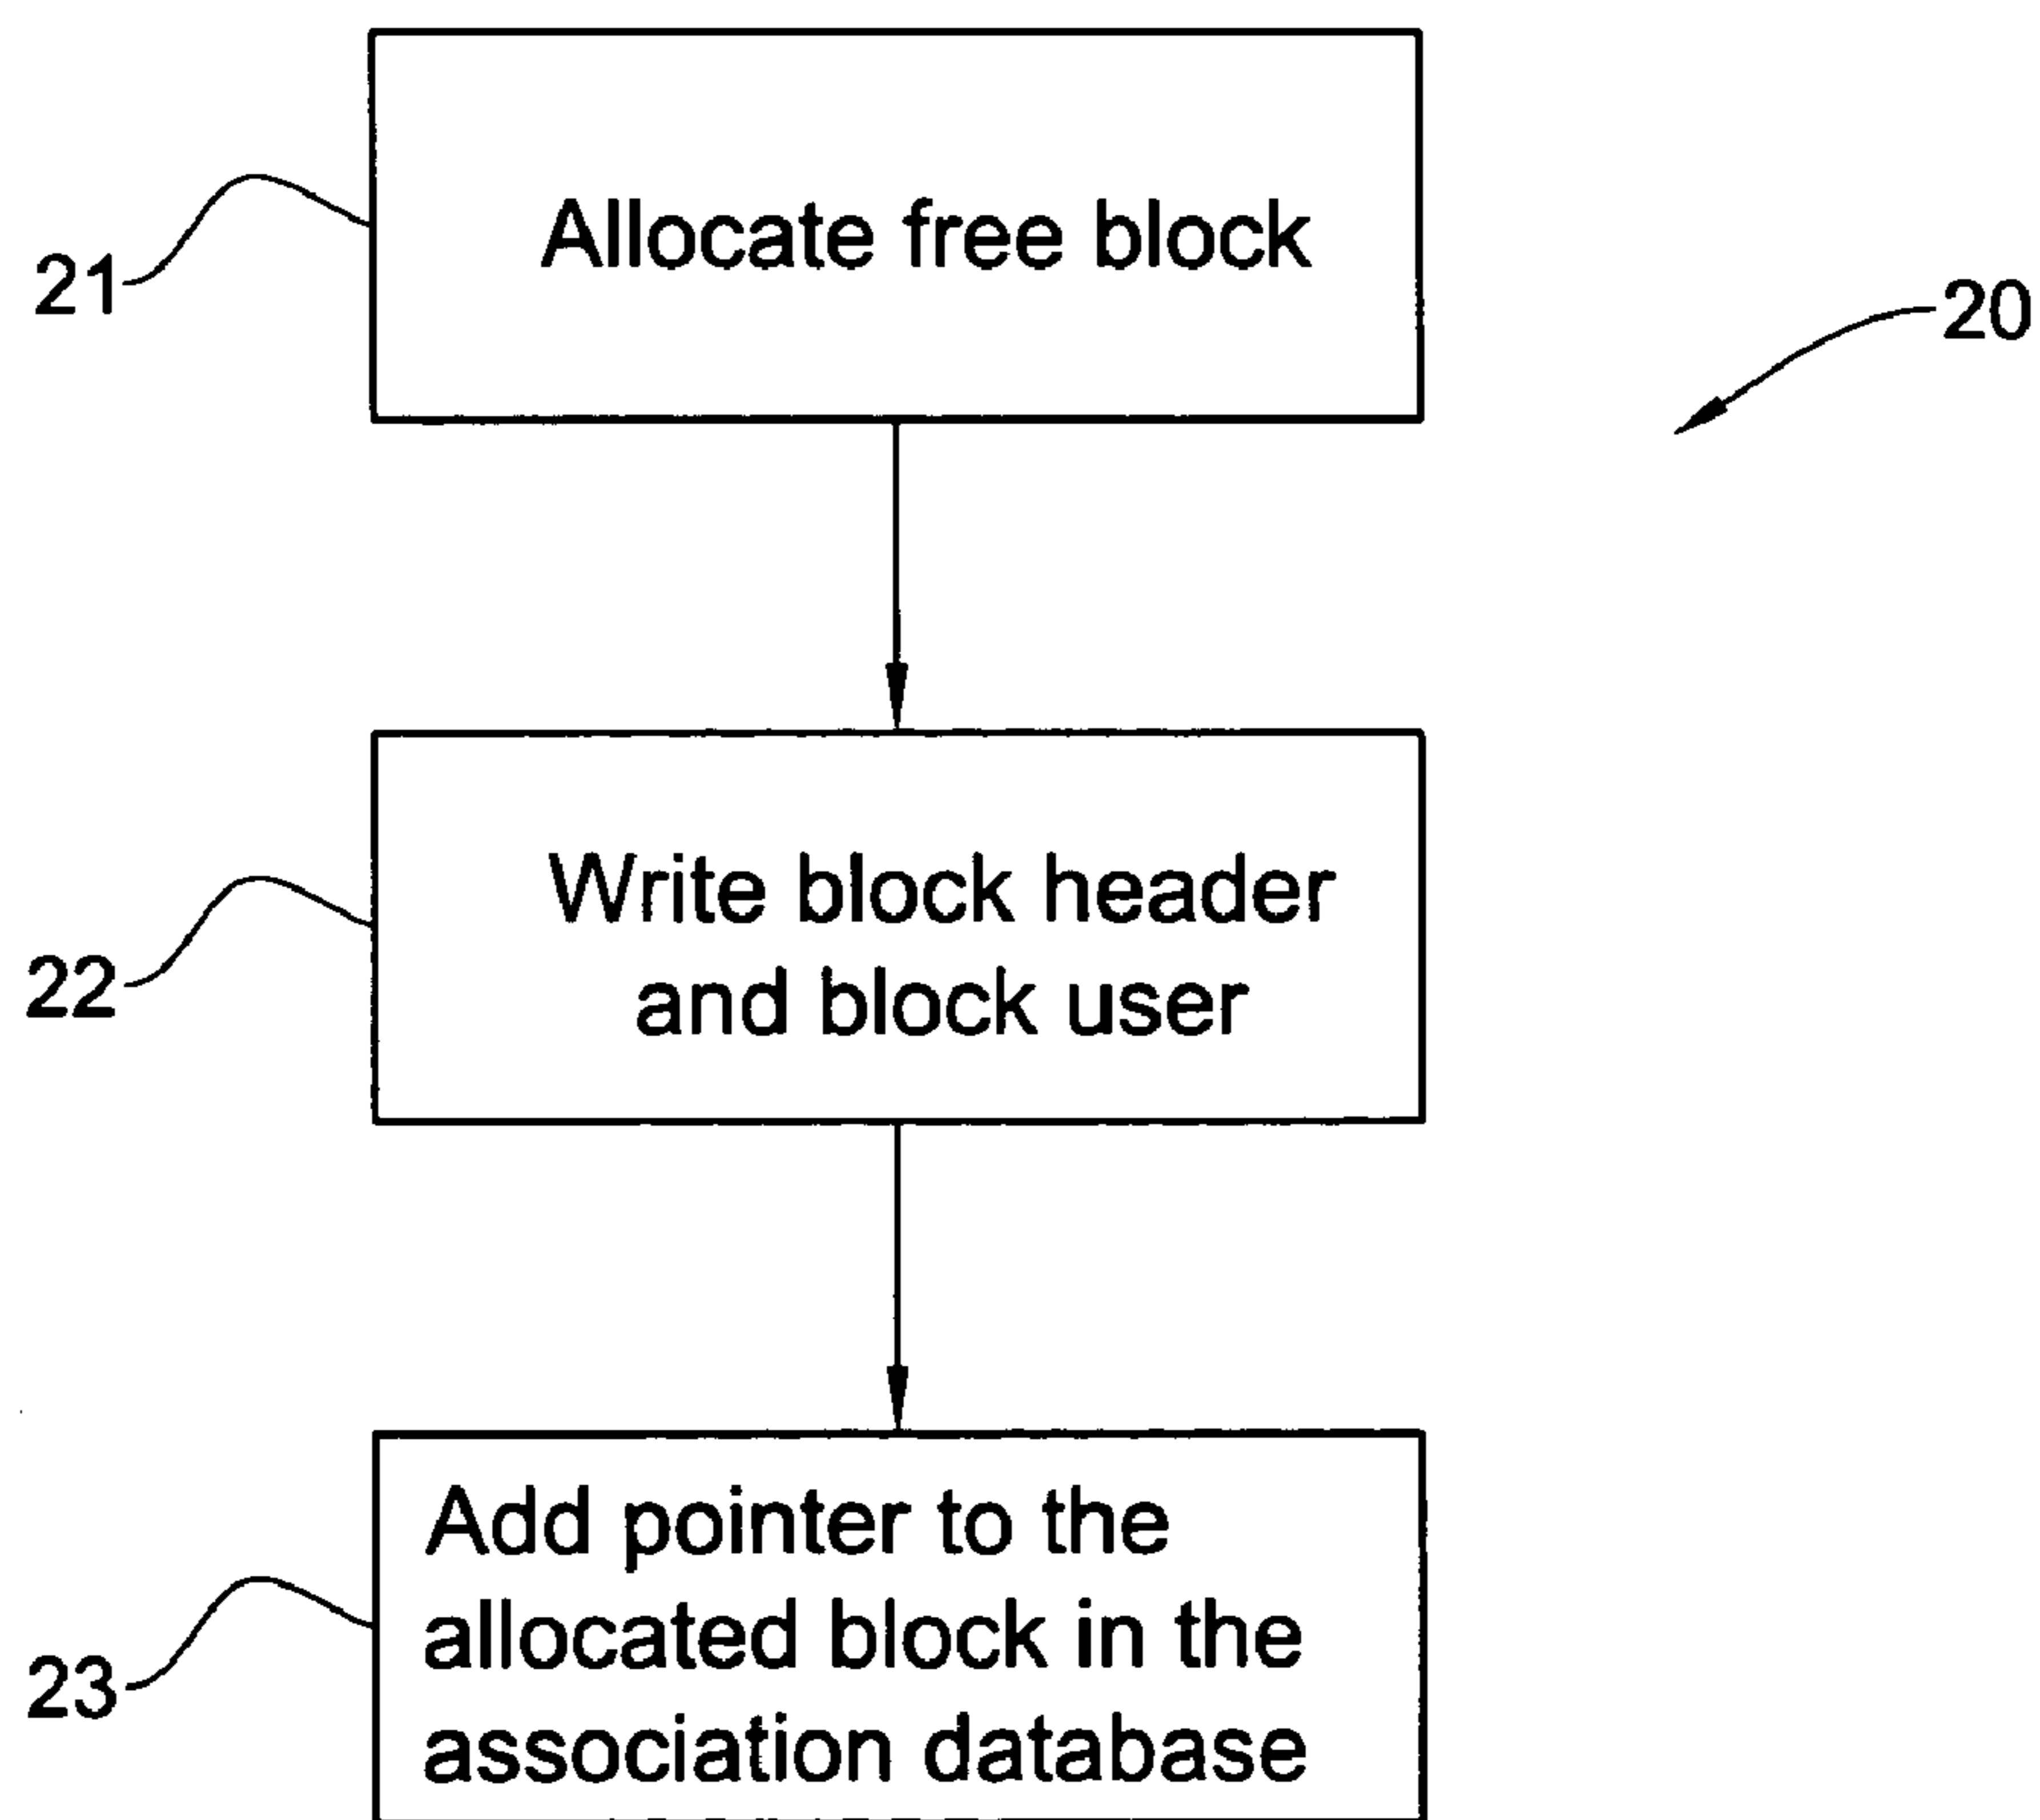 Allocate free block
21
20
Write block header
and block user
22
Add pointer to the
allocated block in the
association database
23